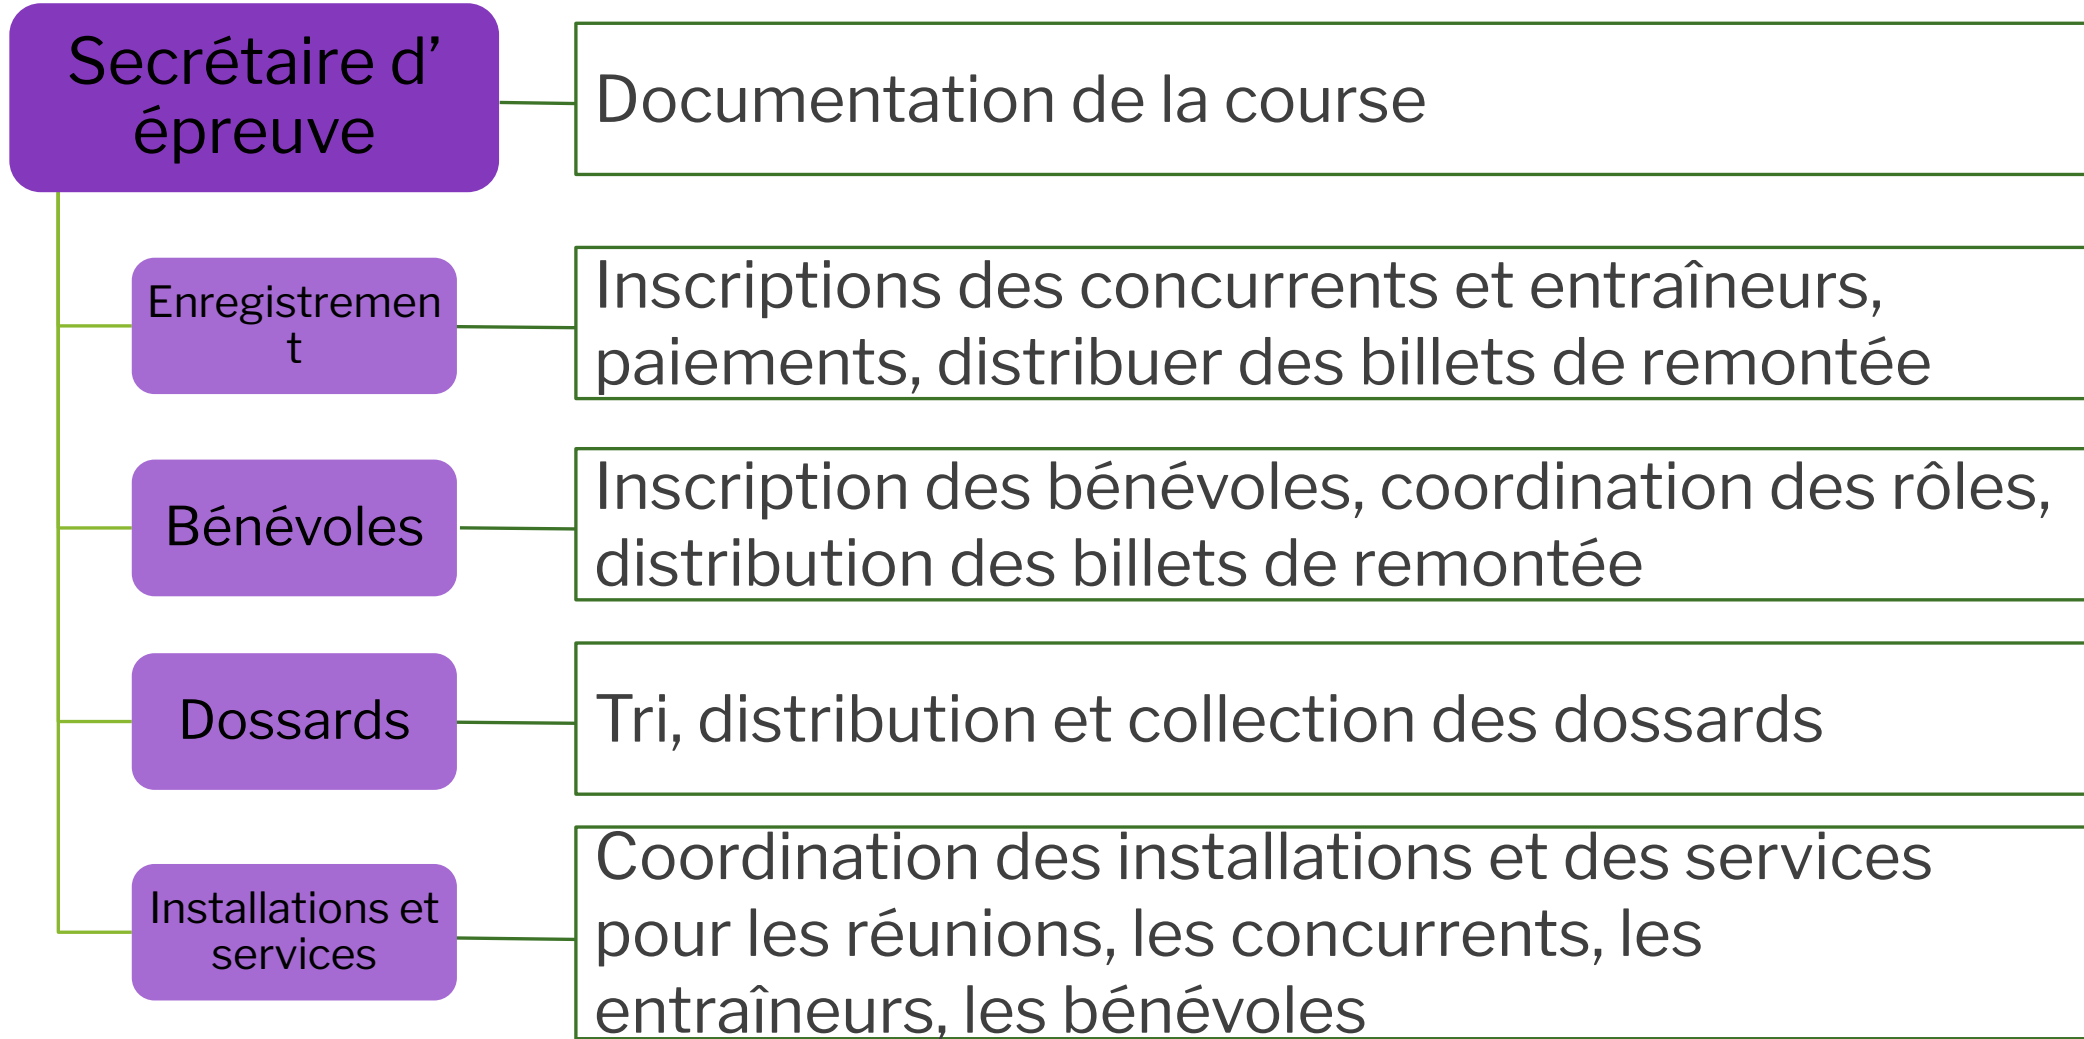 Secrétaire d’
épreuve
Documentation de la course
Enregistremen
t
Inscriptions des concurrents et entraîneurs,
paiements, distribuer des billets de remontée
Bénévoles
Inscription des bénévoles, coordination des rôles,
distribution des billets de remontée
Dossards
Tri, distribution et collection des dossards
Installations et
services
Coordination des installations et des services
pour les réunions, les concurrents, les
entraîneurs, les bénévoles